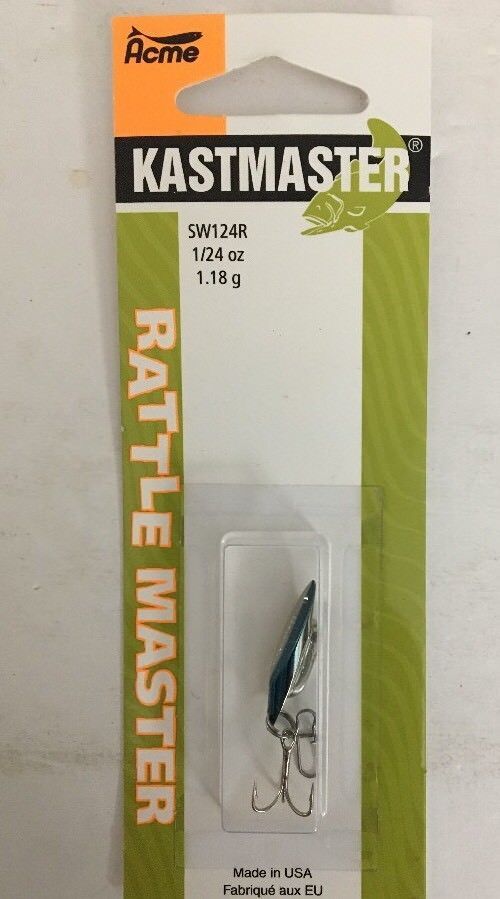 Acme
KASTMASTER®
SW124R
1/24 oz
1.18 g
RATTLE MASTER
Made in USA
Fabriqué aux EU